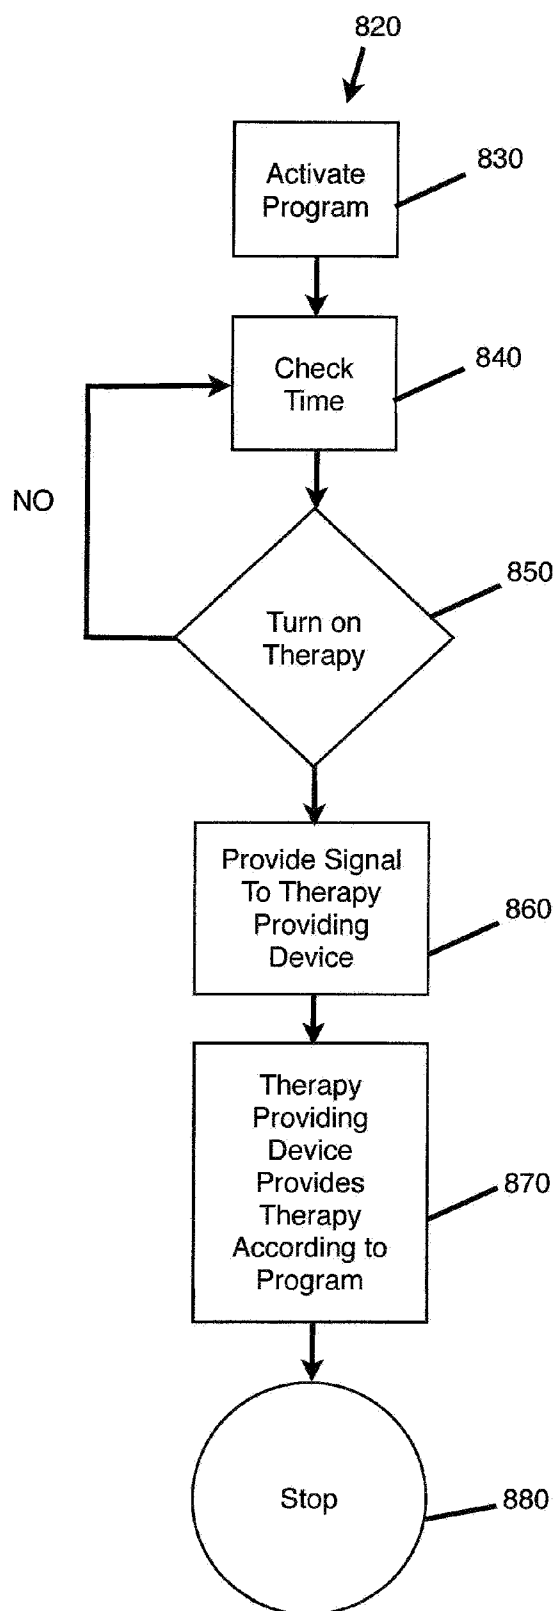 820
Activate
Program
830
Check
Time
840
NO
850
Turn on
Therapy
Provide Signal
To Therapy
Providing
Device
860
Therapy
Providing
Device
Provides
Therapy
According to
Program
870
Stop
880